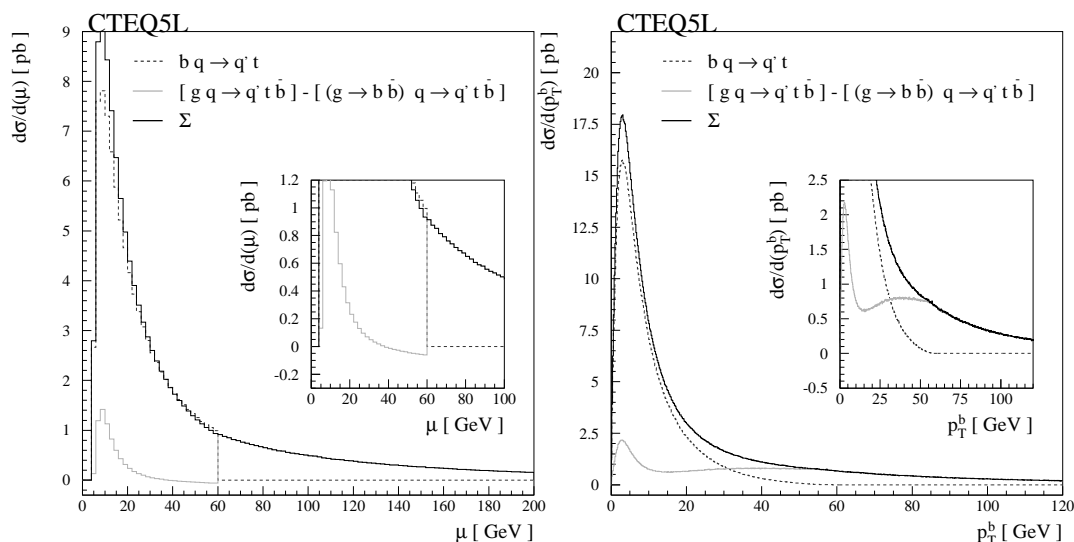 CTEQ5L
dσ/d(μ) [ pb ]
9
8
7
6
5
4
3
2
1
0
0 20 40 60 80 100 120 140 160 180 200
μ [ GeV ]
b q → q’ t
[ g q → q’ t b̄ ] - [ (g → b b̄) q → q’ t b̄ ]
Σ
dσ/d(μ) [ pb ]
1.2
1
0.8
0.6
0.4
0.2
0
-0.2
0 20 40 60 80 100
μ [ GeV ]
CTEQ5L
dσ/d(p_T^b) [ pb ]
20
17.5
15
12.5
10
7.5
5
2.5
0
0 20 40 60 80 100 120
p_T^b [ GeV ]
b q → q’ t
[ g q → q’ t b̄ ] - [ (g → b b̄) q → q’ t b̄ ]
Σ
dσ/d(p_T^b) [ pb ]
2.5
2
1.5
1
0.5
0
-0.5
0 25 50 75 100
p_T^b [ GeV ]